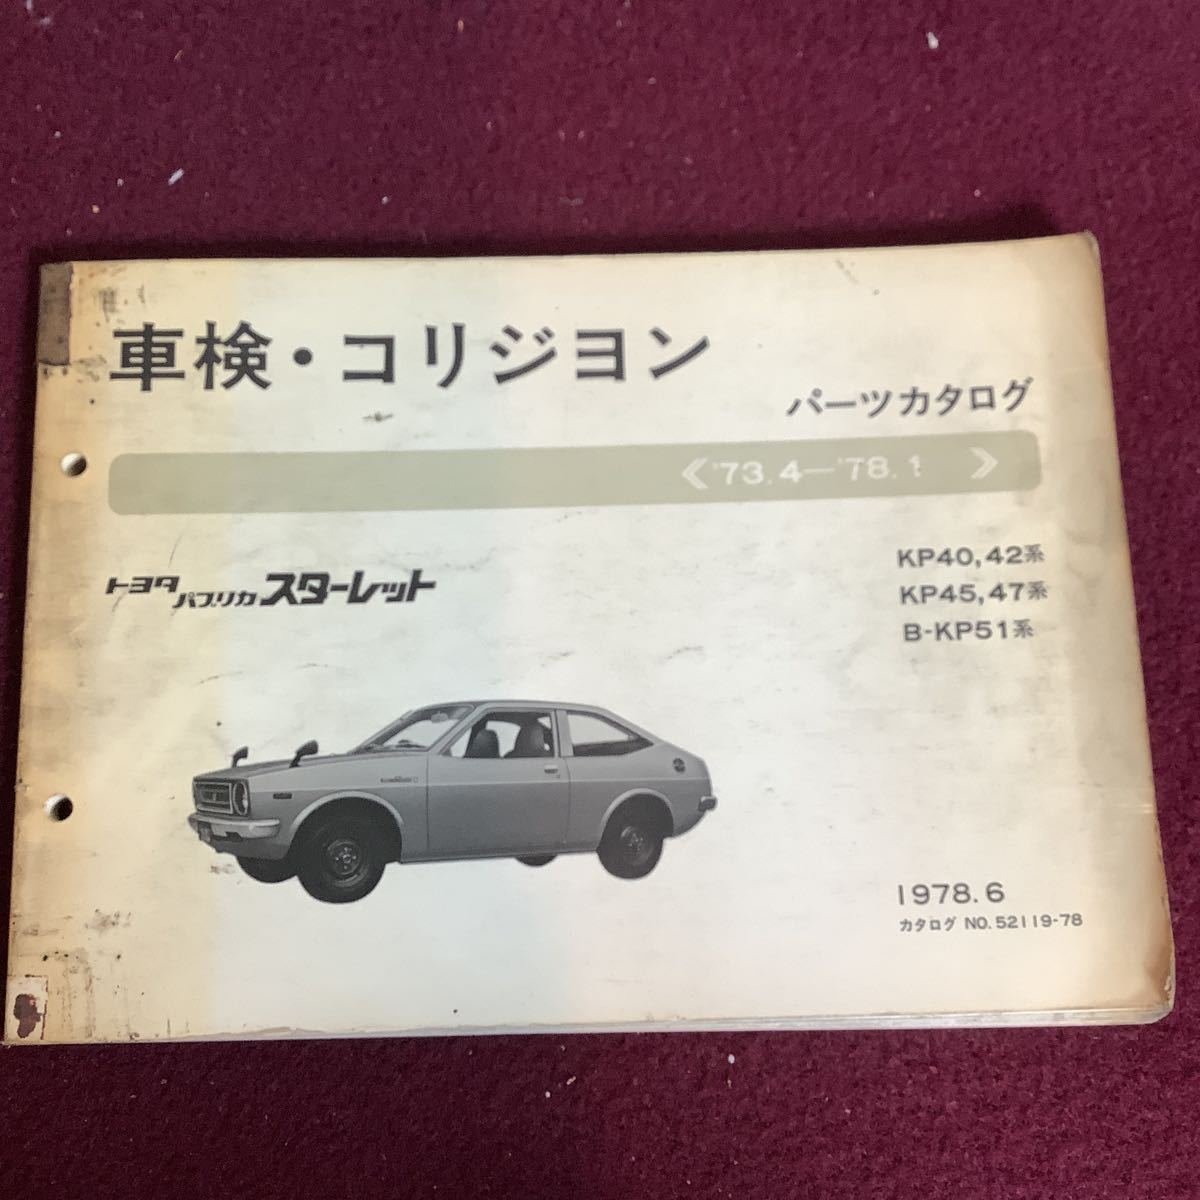 車検・コリジョン
パーツカタログ
《'73.4—'78.1 》
トヨタ パブリカ スターレット
KP40,42系
KP45,47系
B-KP51系
1978.6
カタログ NO.52119-78